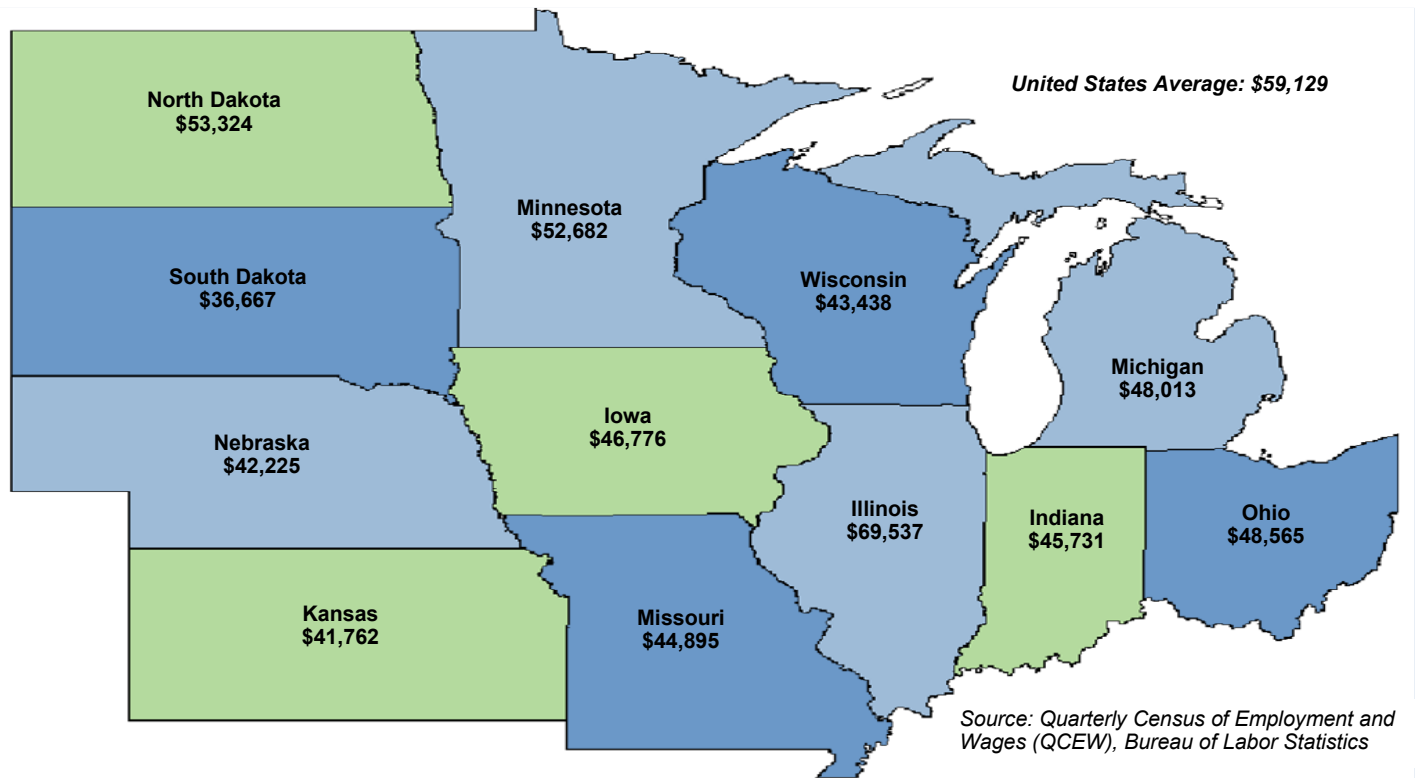 United States Average: $59,129
North Dakota
$53,324
Minnesota
$52,682
South Dakota
$36,667
Wisconsin
$43,438
Michigan
$48,013
Nebraska
$42,225
Iowa
$46,776
Illinois
$69,537
Indiana
$45,731
Ohio
$48,565
Kansas
$41,762
Missouri
$44,895
Source: Quarterly Census of Employment and
Wages (QCEW), Bureau of Labor Statistics